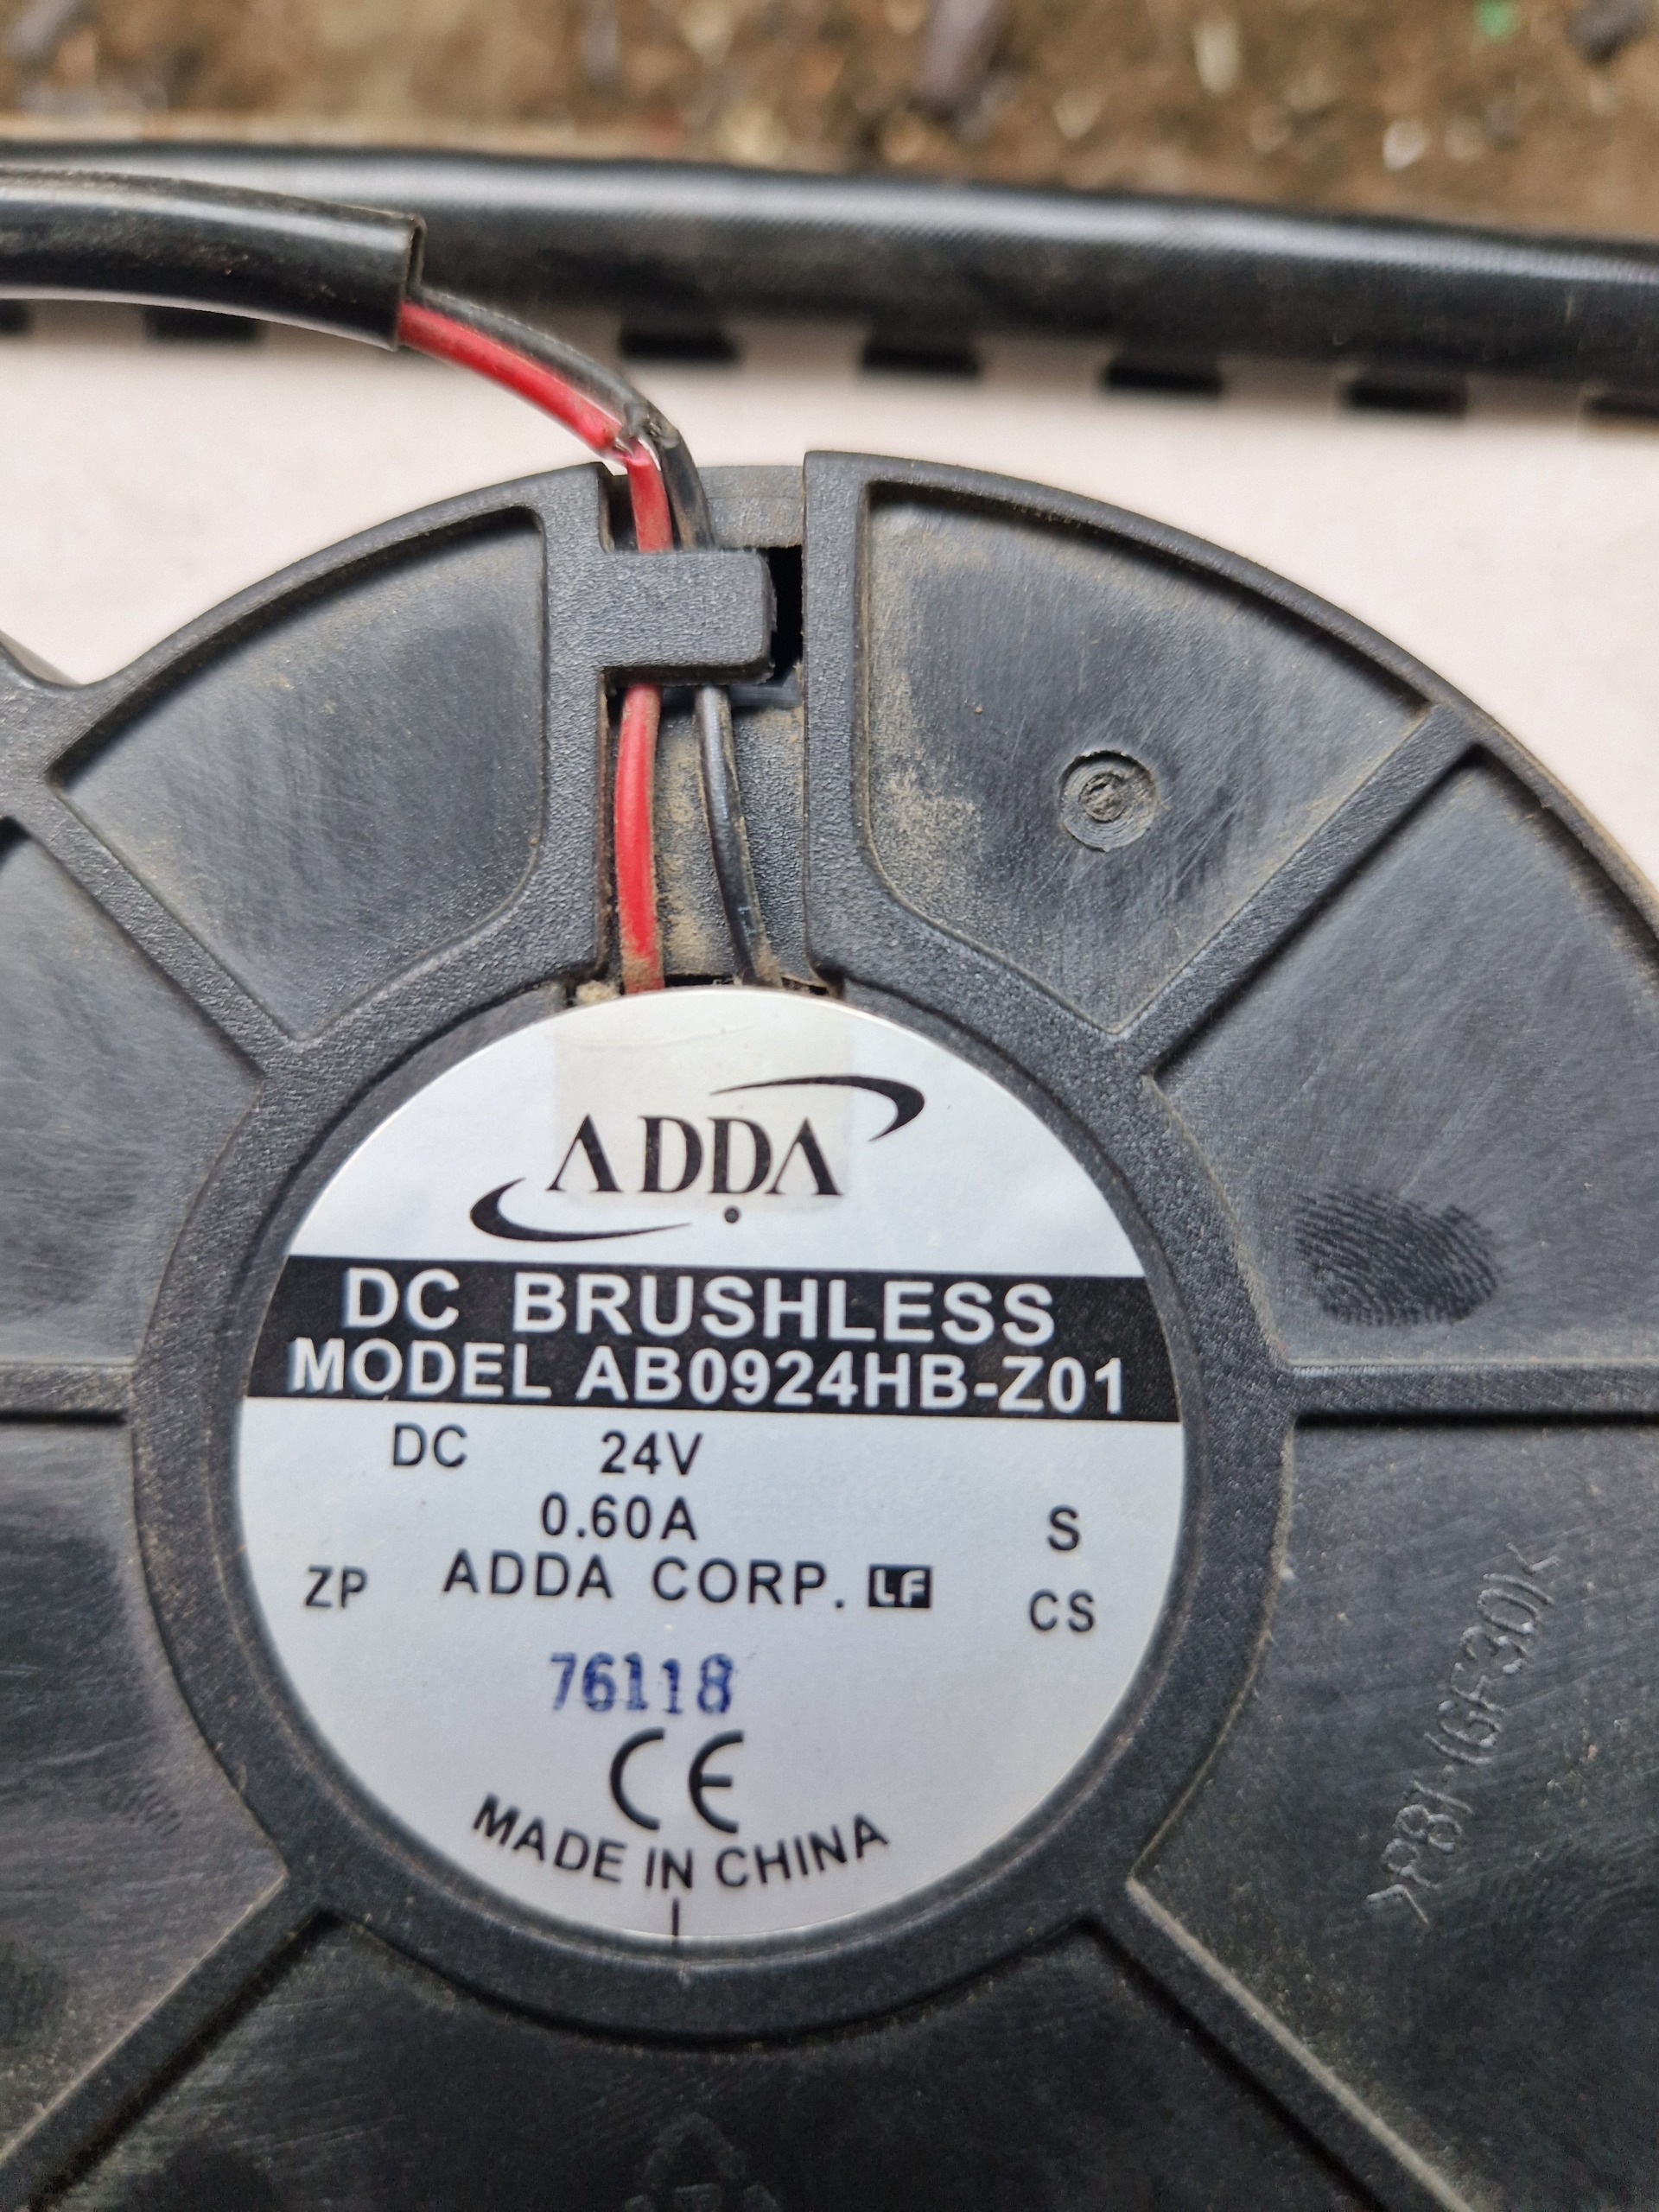 ADDA
DC BRUSHLESS
MODEL AB0924HB-Z01
DC 24V
0.60A S
ZP ADDA CORP. LF CS
76118
CE
MADE IN CHINA